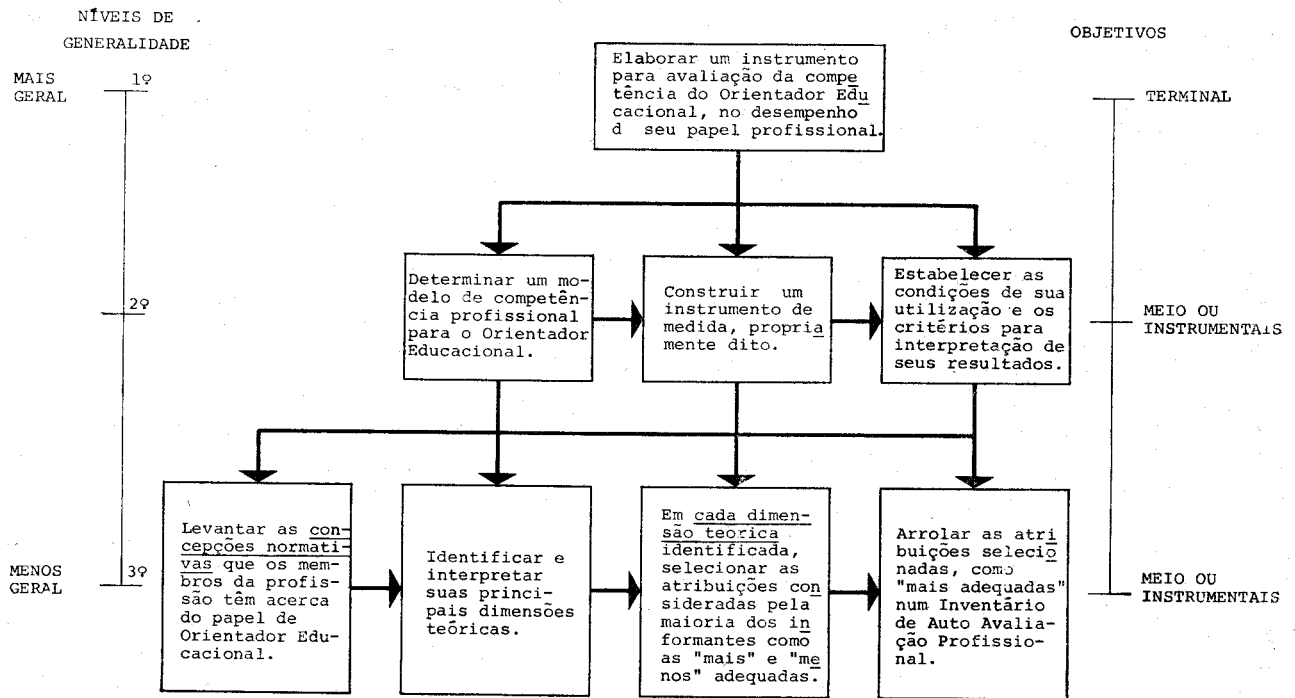 NÍVEIS DE
GENERALIDADE
OBJETIVOS
MAIS
GERAL
1º
TERMINAL
Elaborar um instrumento
para avaliação da compe
tência do Orientador Edu
cacional, no desempenho
d seu papel profissional.
2º
MEIO OU
INSTRUMENTAIS
Determinar um mo-
delo de competên-
cia profissional
para o Orientador
Educacional.
Construir um
instrumento de
medida, propria
mente dito.
Estabelecer as
condições de sua
utilização e os
critérios para
interpretação de
seus resultados.
MENOS
GERAL
3º
MEIO OU
INSTRUMENTAIS
Levantar as con-
cepções normati-
vas que os mem-
bros da profis-
são têm acerca
do papel de
Orientador Edu-
cacional.
Identificar e
interpretar
suas princi-
pais dimensões
teóricas.
Em cada dimen-
são teorica
identificada,
selecionar as
atribuições con
sideradas pela
maioria dos in
formantes como
as "mais" e "me
nos" adequadas.
Arrolar as atri
buições selecio
nadas, como
"mais adequadas"
num Inventário
de Auto Avalia-
ção Profissio-
nal.